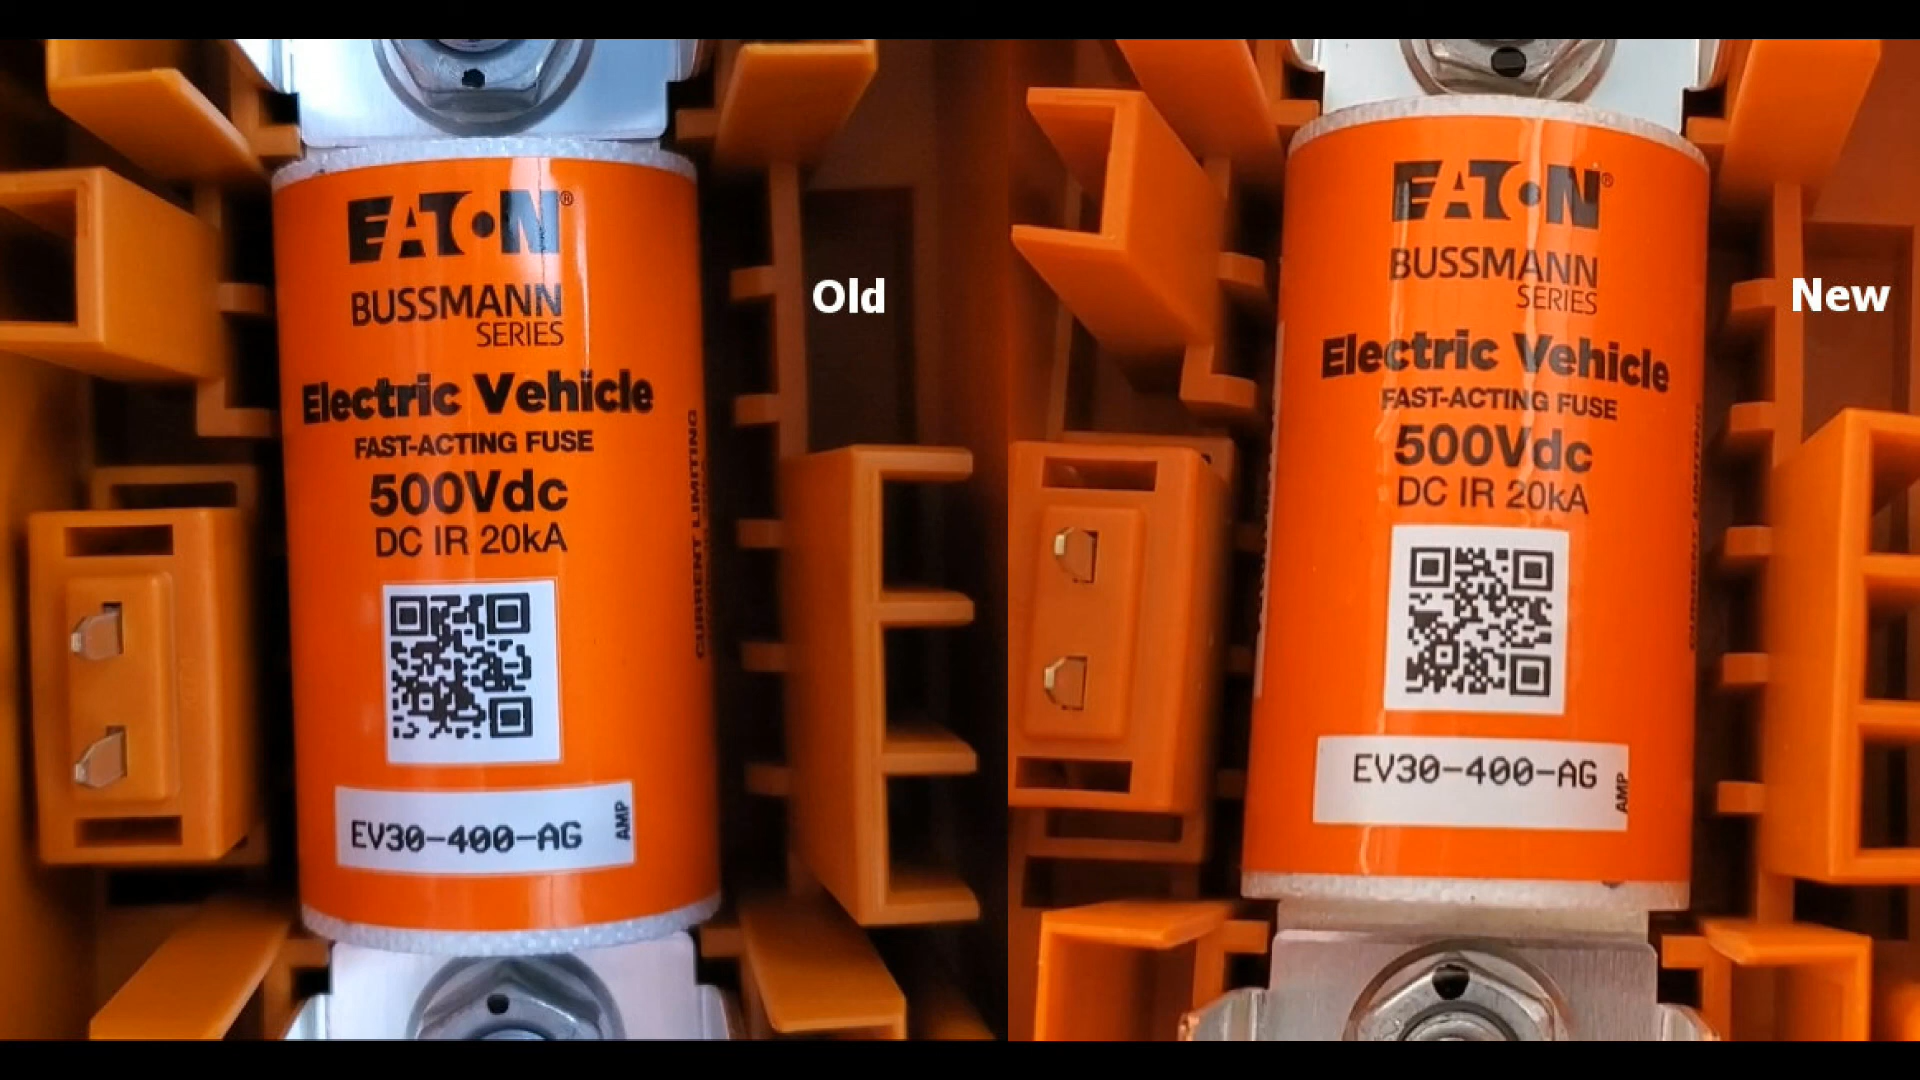 EATON®
BUSSMANN
SERIES
Electric Vehicle
FAST-ACTING FUSE
500Vdc
DC IR 20kA
EV30-400-AG
AMP
CURRENT LIMITING
Old
EATON®
BUSSMANN
SERIES
Electric Vehicle
FAST-ACTING FUSE
500Vdc
DC IR 20kA
EV30-400-AG
AMP
New